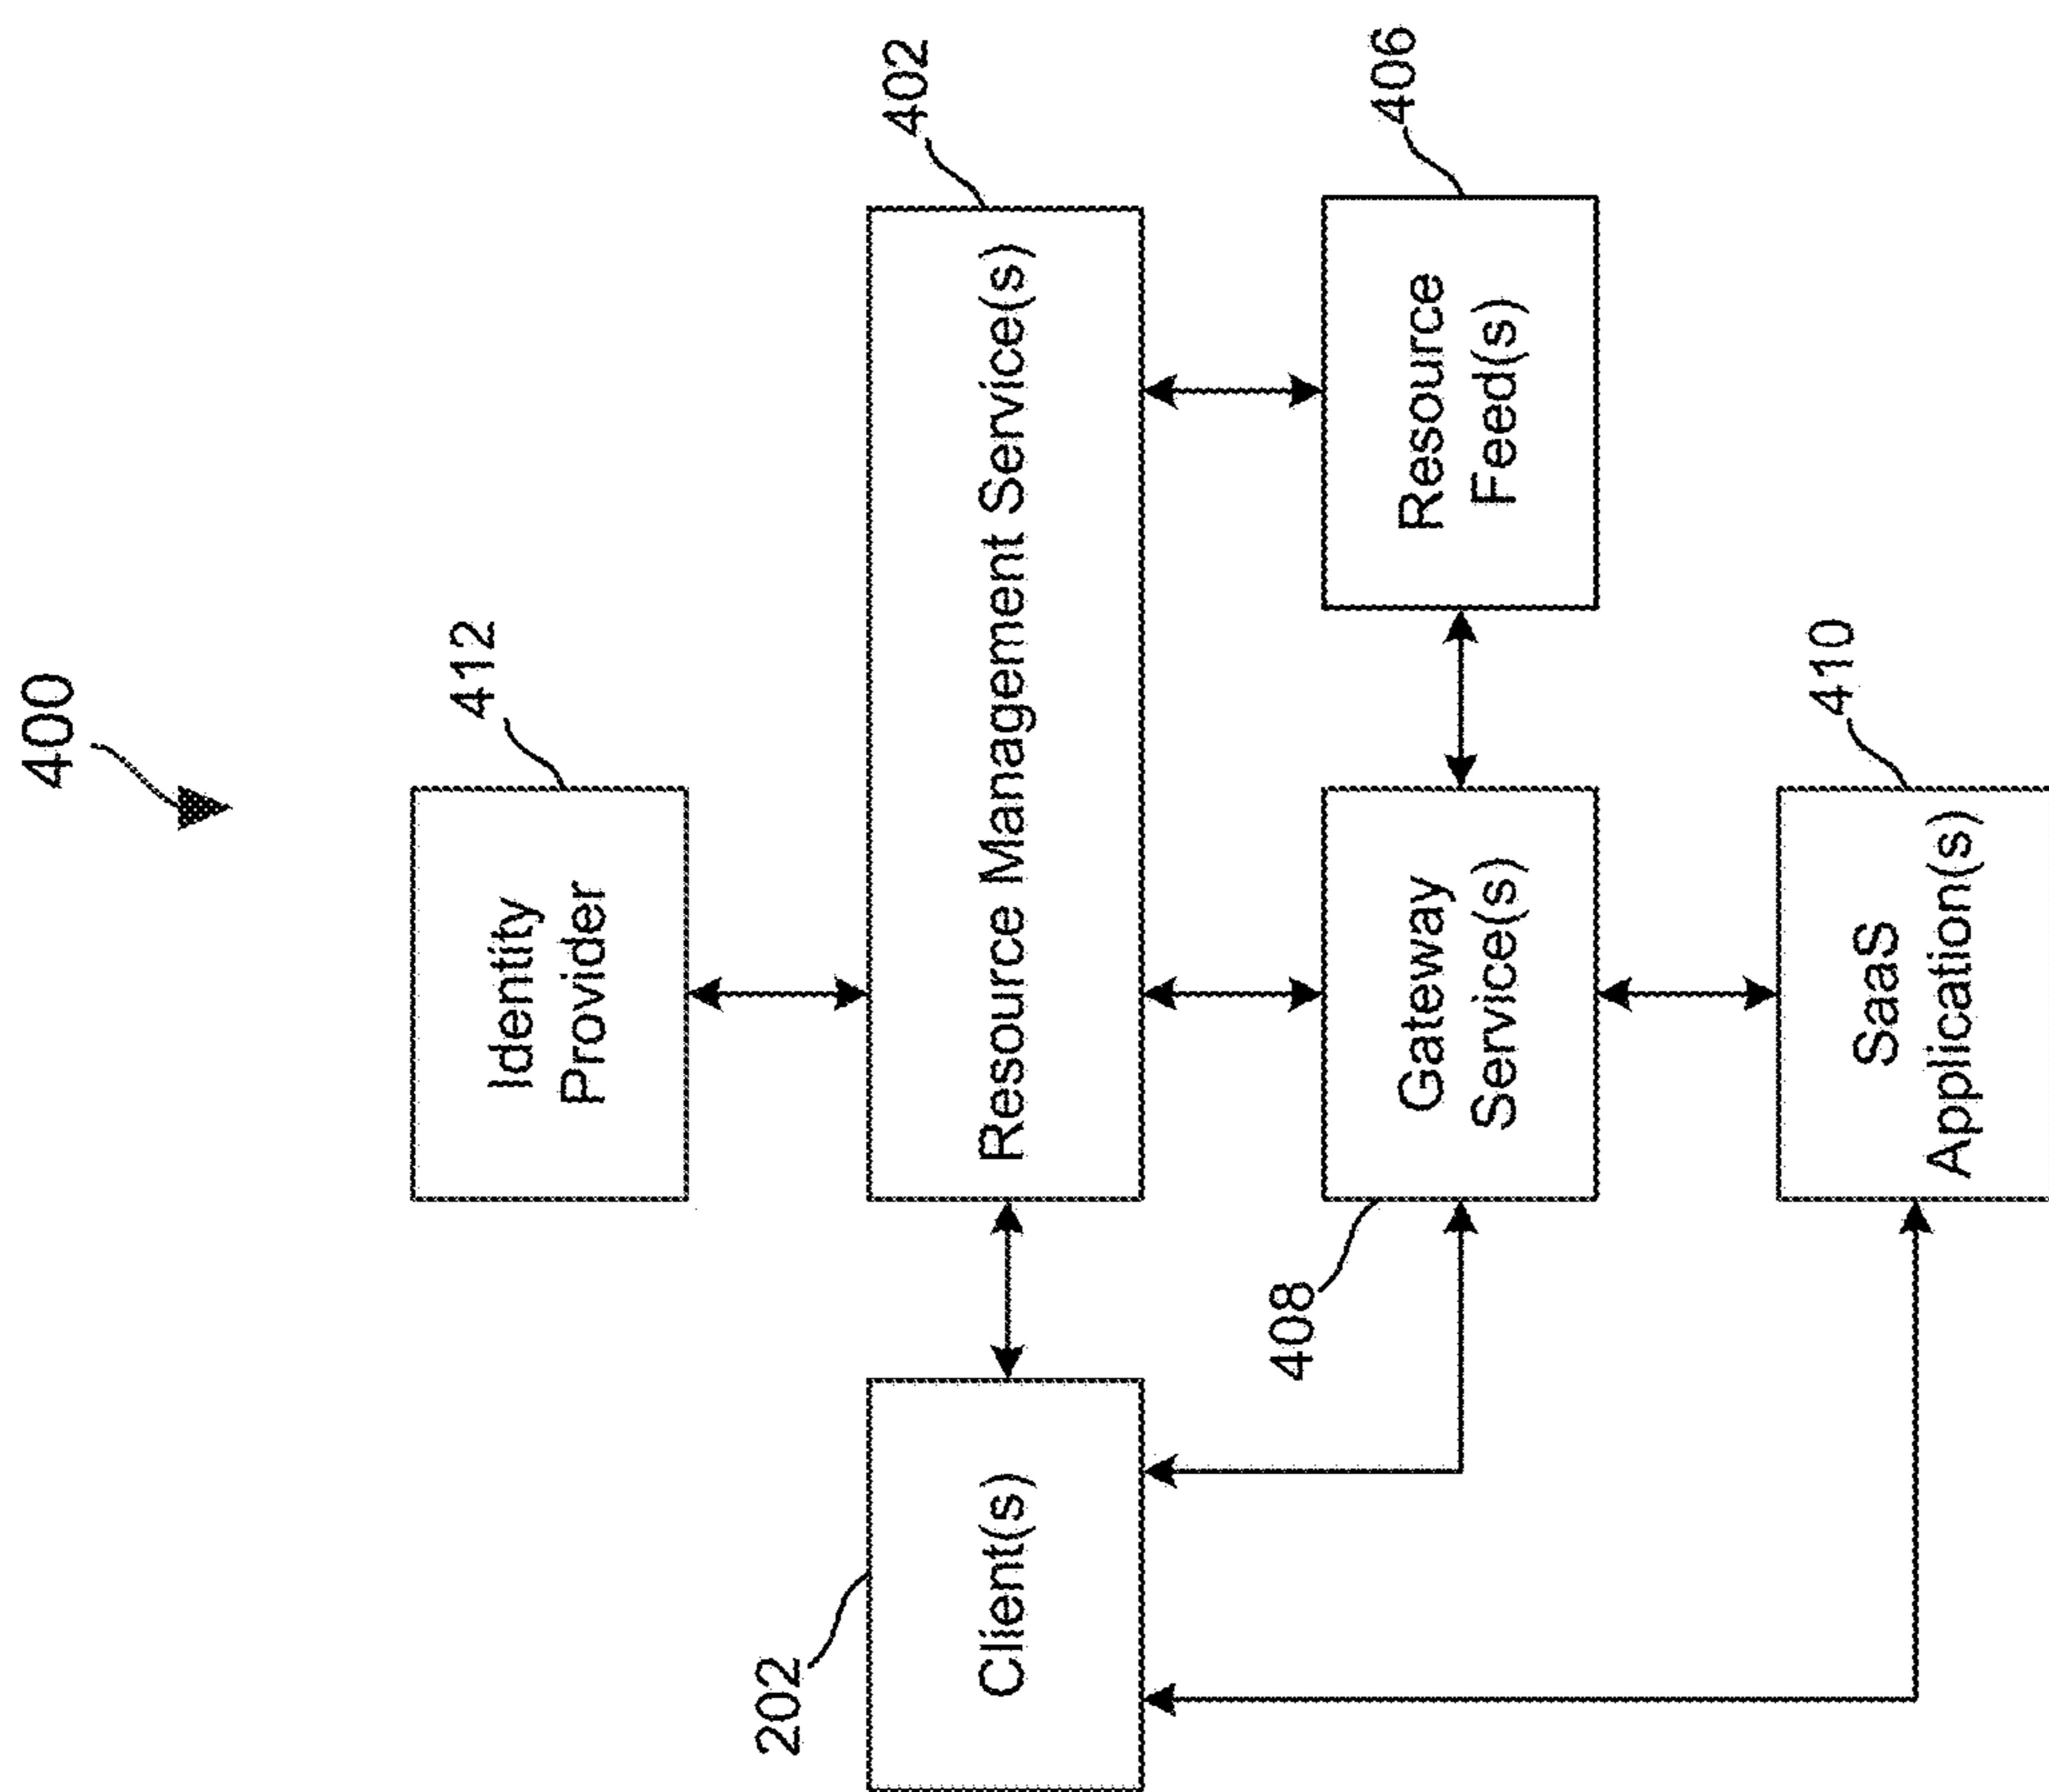 400
412
Identity
Provider
402
Resource Management Service(s)
202
Client(s)
408
Gateway
Service(s)
406
Resource
Feed(s)
410
SaaS
Application(s)